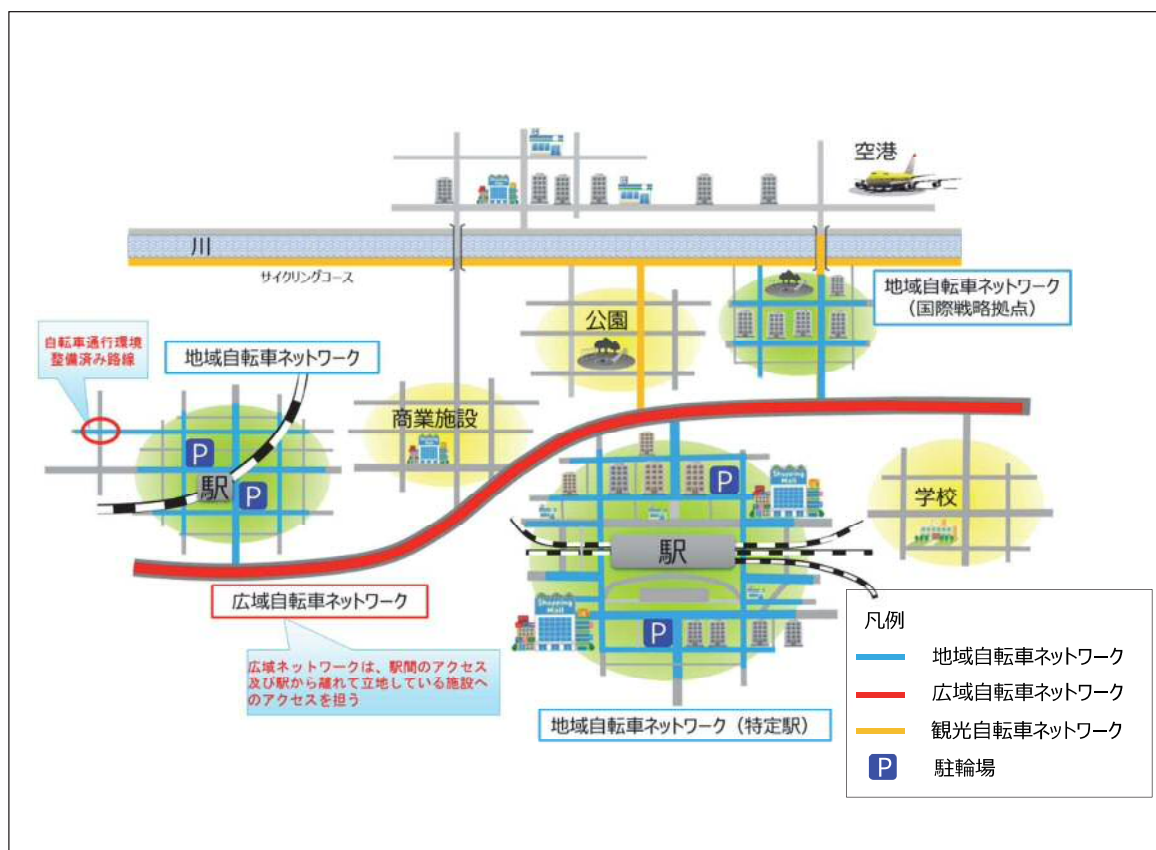 空港
川
サイクリングコース
地域自転車ネットワーク
（国際戦略拠点）
公園
自転車通行環境
整備済み路線
地域自転車ネットワーク
商業施設
P
P
駅
P
Shopping
Mall
学校
駅
広域自転車ネットワーク
Shopping
Mall
P
広域ネットワークは、駅間のアクセス
及び駅から離れて立地している施設へ
のアクセスを担う
地域自転車ネットワーク（特定駅）
凡例
地域自転車ネットワーク
広域自転車ネットワーク
観光自転車ネットワーク
P 駐輪場